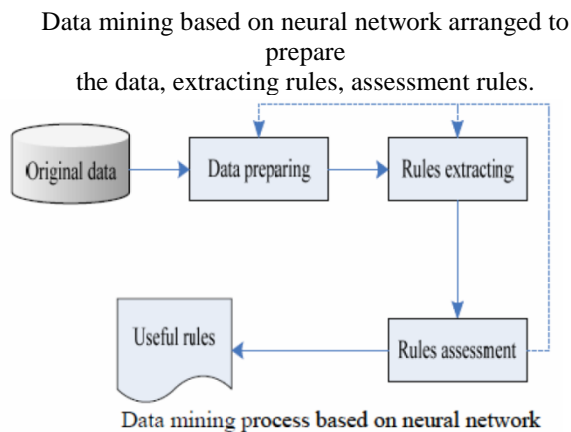 Data mining based on neural network arranged to
prepare
the data, extracting rules, assessment rules.
Original data
Data preparing
Rules extracting
Useful rules
Rules assessment
Data mining process based on neural network